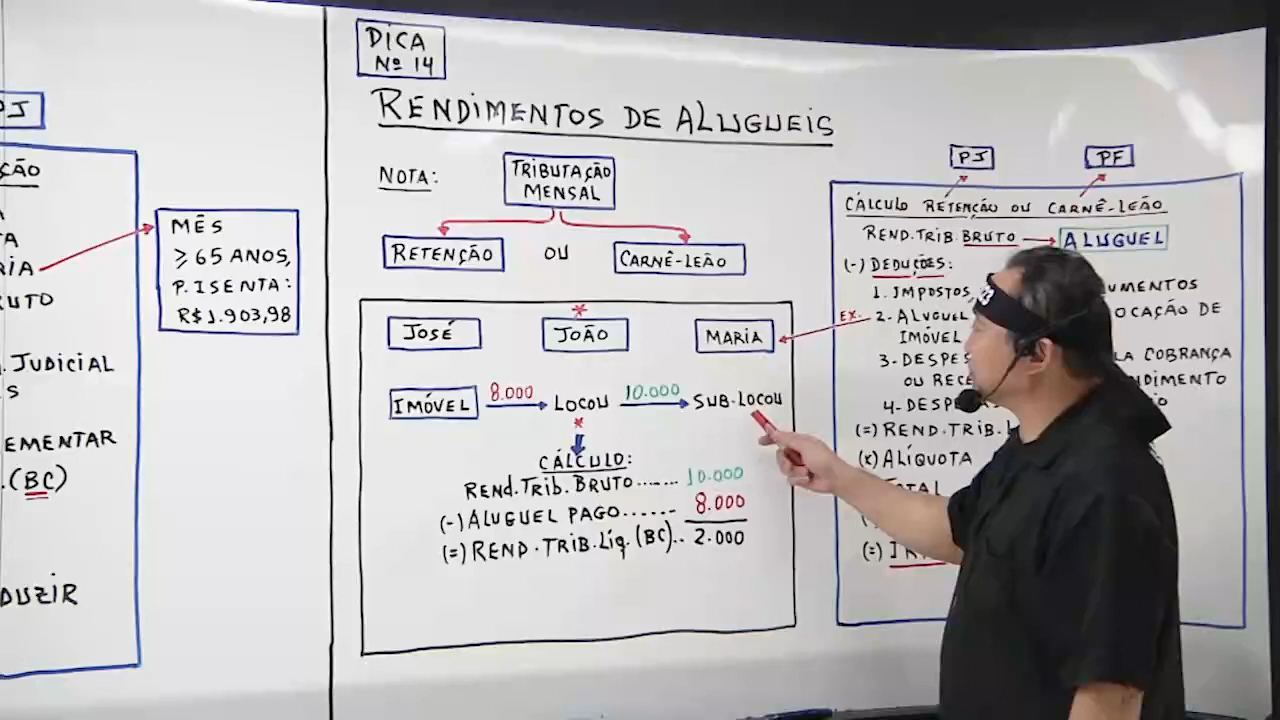 PJ
ÇÃO
TA
RIA
RUTO
. JUDICIAL
S
EMENTAR
.(BC)
DUZIR
MÊS
≥ 65 ANOS,
P. ISENTA:
R$ 1.903,98
DICA
Nº 14
RENDIMENTOS DE ALUGUEIS
NOTA:
TRIBUTAÇÃO
MENSAL
RETENÇÃO OU CARNÊ-LEÃO
*
JOSÉ JOÃO MARIA
IMÓVEL 8.000 LOCOU 10.000 SUB-LOCOU
*
CÁLCULO:
REND.TRIB.BRUTO...... 10.000
(-) ALUGUEL PAGO...... 8.000
(=) REND.TRIB.LÍQ.(BC).. 2.000
PJ PF
CÁLCULO RETENÇÃO OU CARNÊ-LEÃO
REND.TRIB.BRUTO ALUGUEL
(-) DEDUÇÕES:
1. IMPOSTOS, UMENTOS
EX. 2. ALUGUEL OCAÇÃO DE
IMÓVEL
3. DESPES LA COBRANÇA
OU RECE NDIMENTO
4. DESPE IO
(=) REND.TRIB.L
(x) ALÍQUOTA
TOTAL
(=) IR